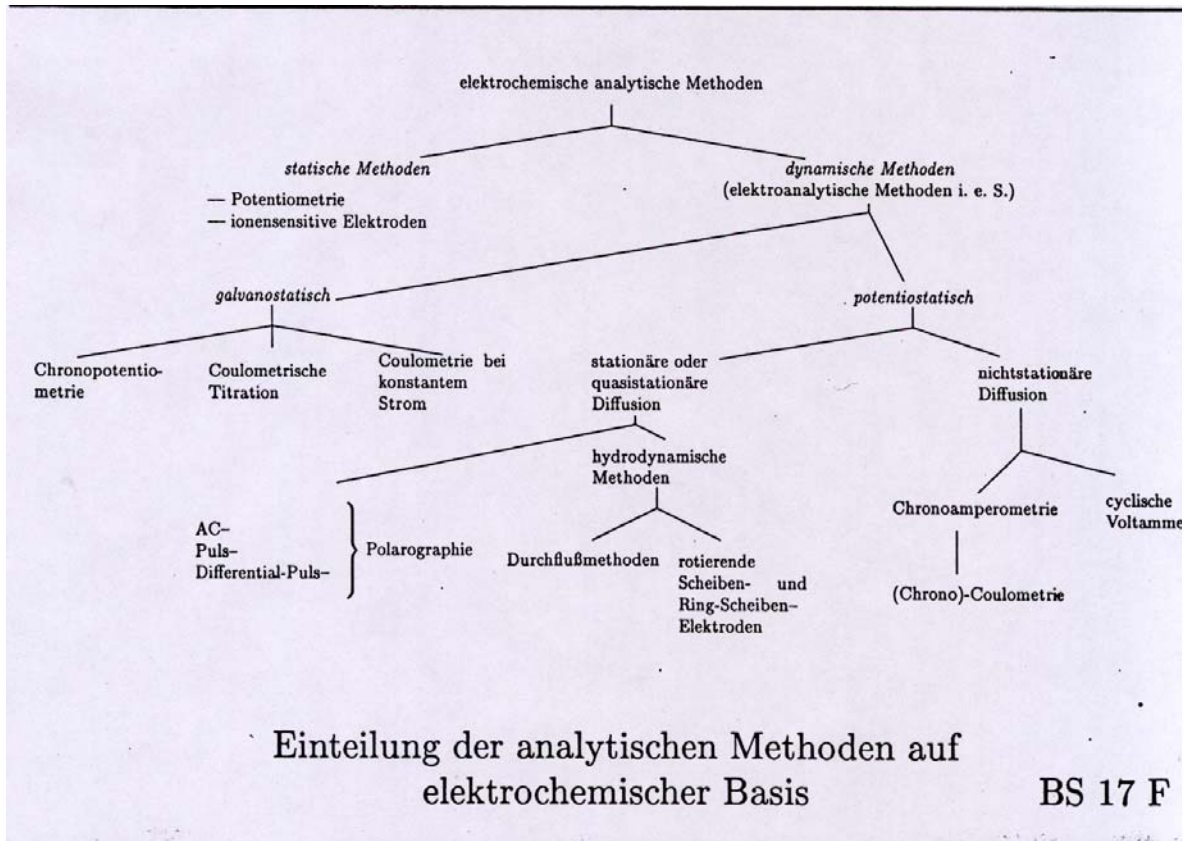 elektrochemische analytische Methoden
statische Methoden
— Potentiometrie
— ionensensitive Elektroden
dynamische Methoden
(elektroanalytische Methoden i. e. S.)
galvanostatisch
potentiostatisch
Chronopotentio-
metrie
Coulometrische
Titration
Coulometrie bei
konstantem
Strom
stationäre oder
quasistationäre
Diffusion
nichtstationäre
Diffusion
AC–
Puls–
Differential-Puls–
Polarographie
hydrodynamische
Methoden
Durchflußmethoden
rotierende
Scheiben- und
Ring-Scheiben–
Elektroden
Chronoamperometrie
(Chrono)-Coulometrie
cyclische
Voltamme
Einteilung der analytischen Methoden auf
elektrochemischer Basis
BS 17 F